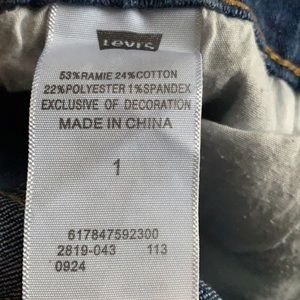 Levi's
53%RAMIE 24%COTTON
22%POLYESTER 1%SPANDEX
EXCLUSIVE OF DECORATION
MADE IN CHINA
1
617847592300
2819-043 113
0924